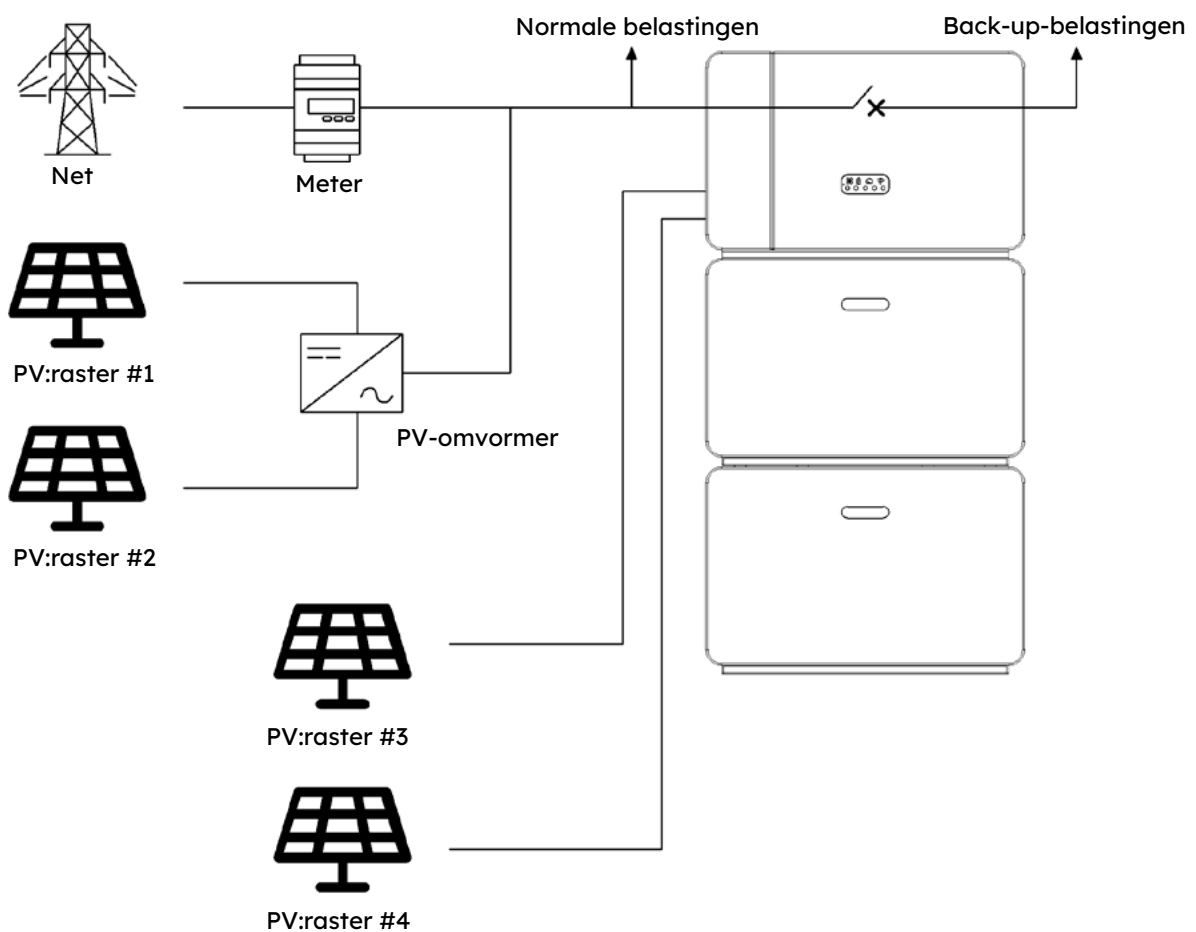 Normale belastingen
Back-up-belastingen
Net
Meter
PV:raster #1
PV-omvormer
PV:raster #2
PV:raster #3
PV:raster #4